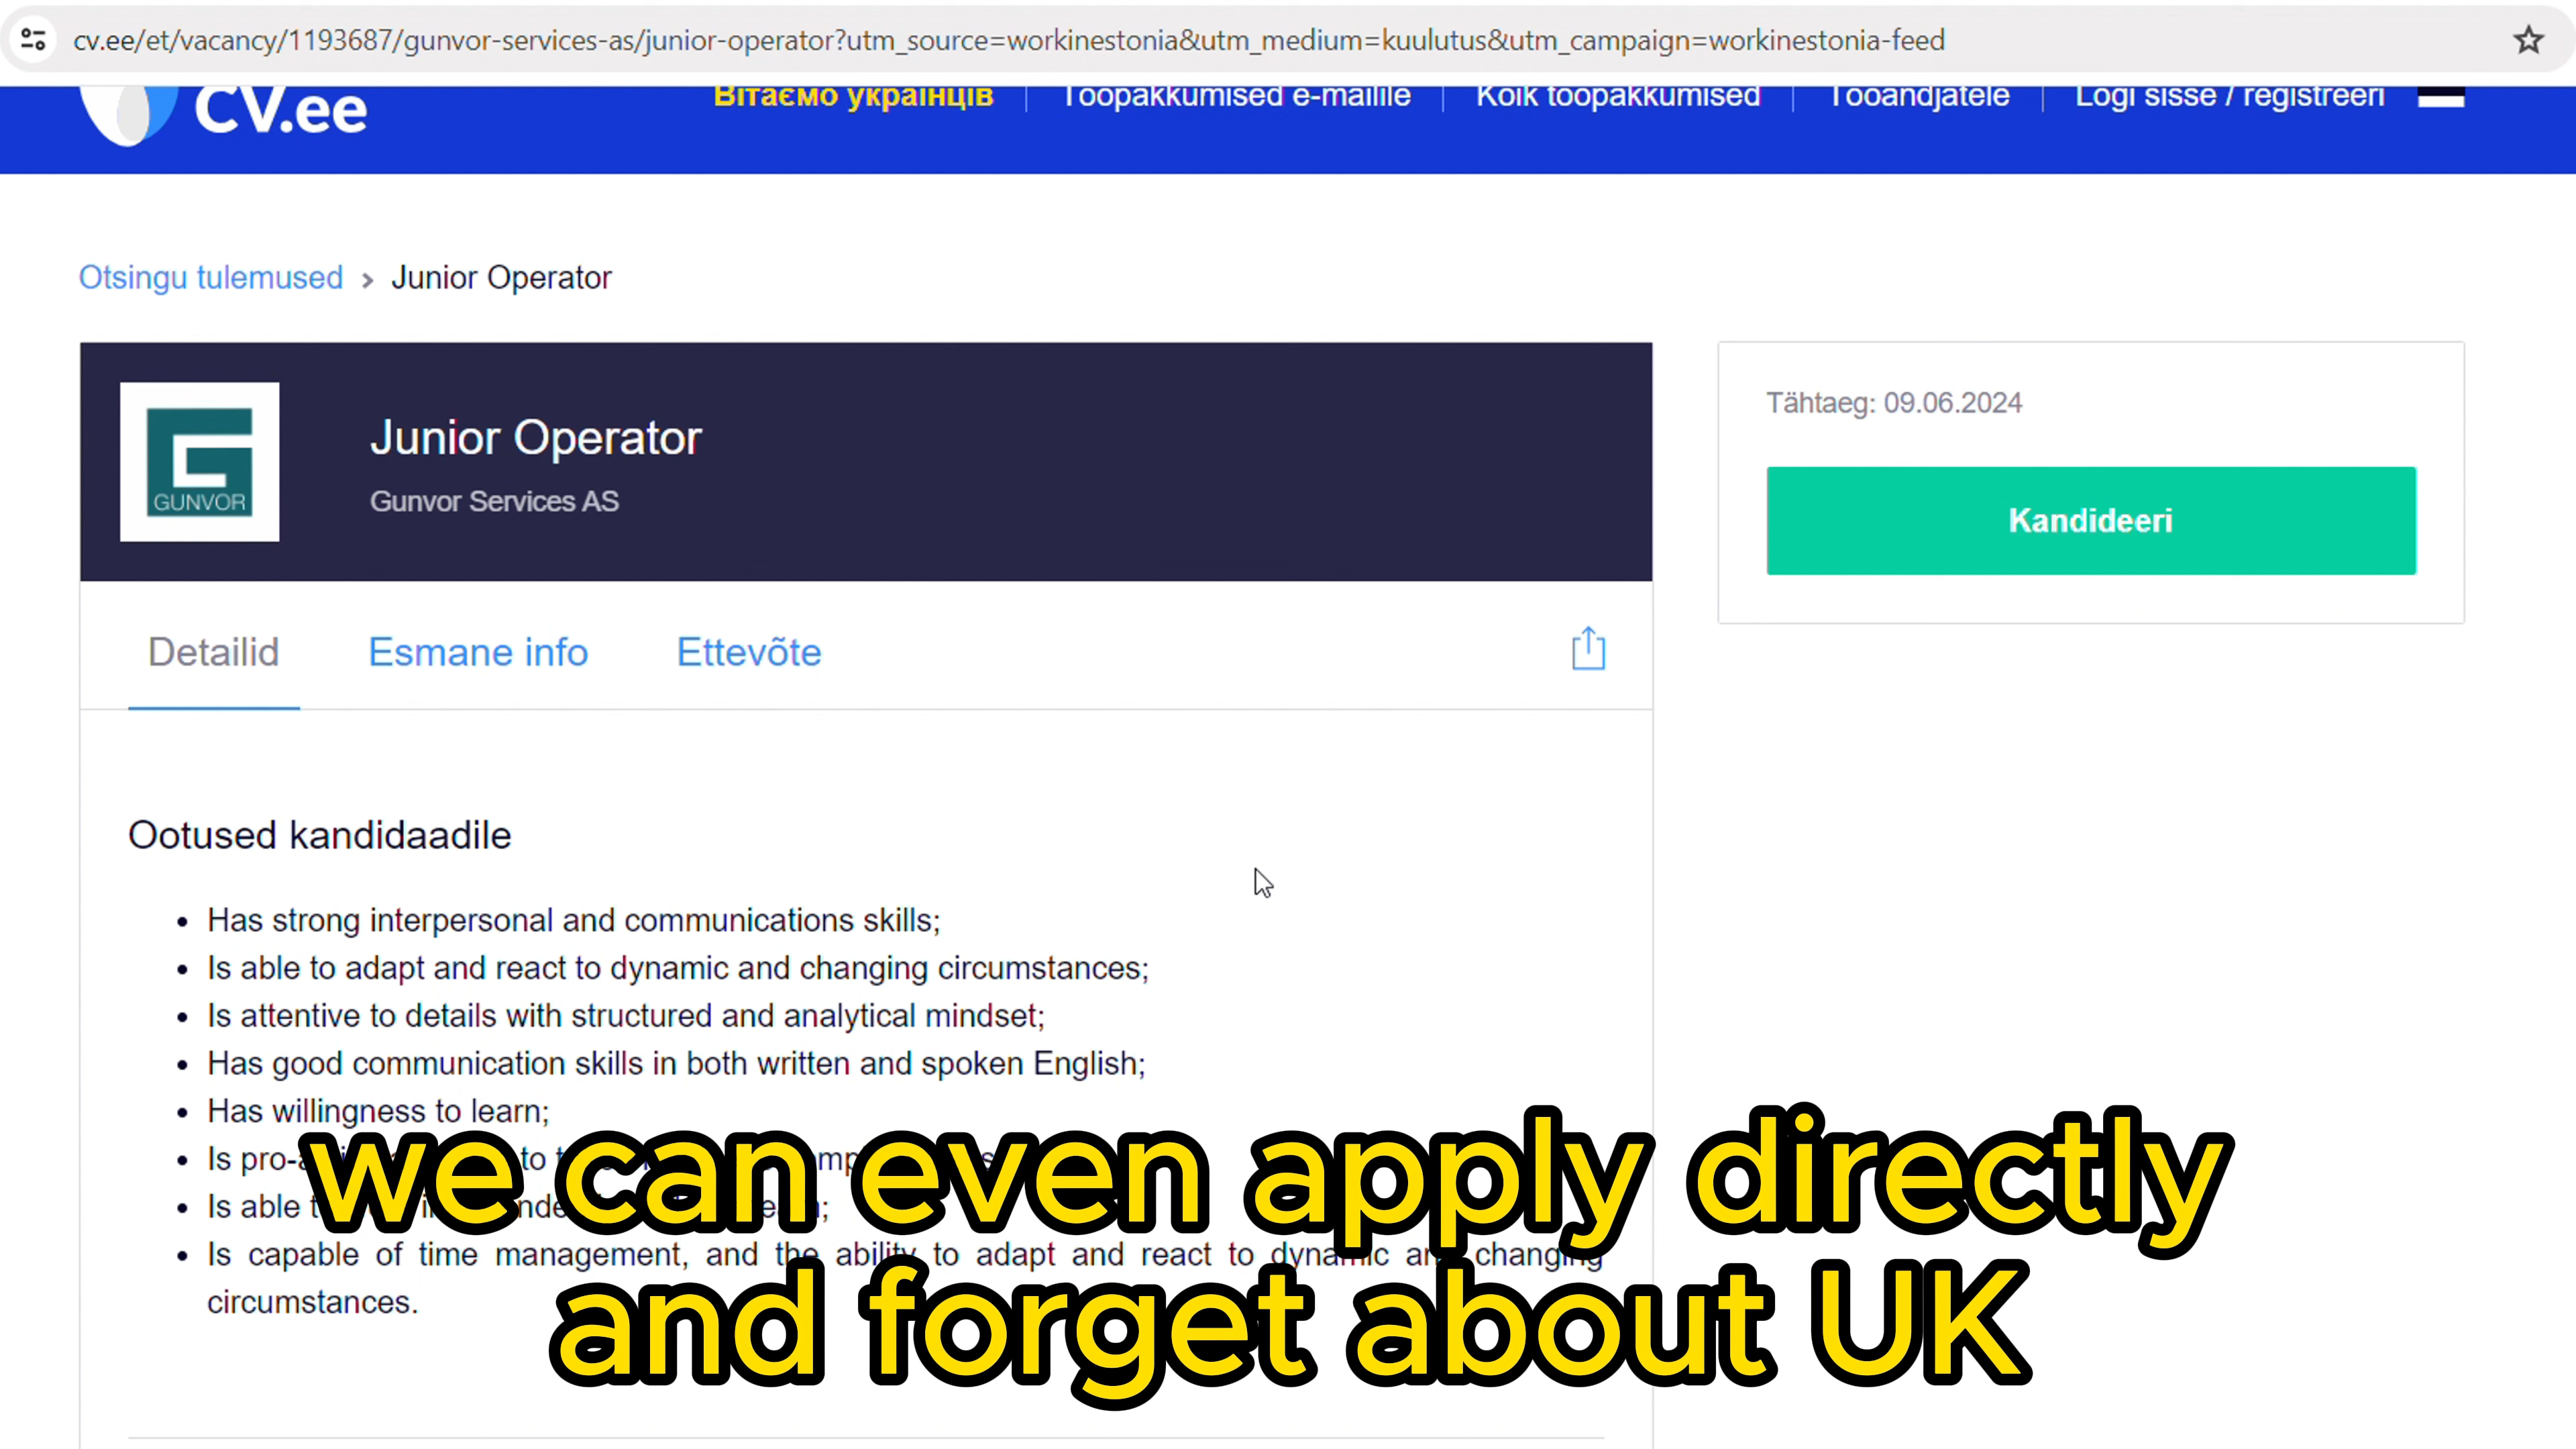 cv.ee/et/vacancy/1193687/gunvor-services-as/junior-operator?utm_source=workinestonia&utm_medium=kuulutus&utm_campaign=workinestonia-feed
CV.ee
Вітаємо українців
Tööpakkumised e-mailile
Kõik tööpakkumised
Tööandjatele
Logi sisse / registreeri
Otsingu tulemused › Junior Operator
GUNVOR
Junior Operator
Gunvor Services AS
Tähtaeg: 09.06.2024
Kandideeri
Detailid
Esmane info
Ettevõte
Ootused kandidaadile
• Has strong interpersonal and communications skills;
• Is able to adapt and react to dynamic and changing circumstances;
• Is attentive to details with structured and analytical mindset;
• Has good communication skills in both written and spoken English;
• Has willingness to learn;
• Is to
• Is able
• Is capable of time management, and the ability to adapt and react to dynamic and changing
circumstances.
we can even apply directly
and forget about UK